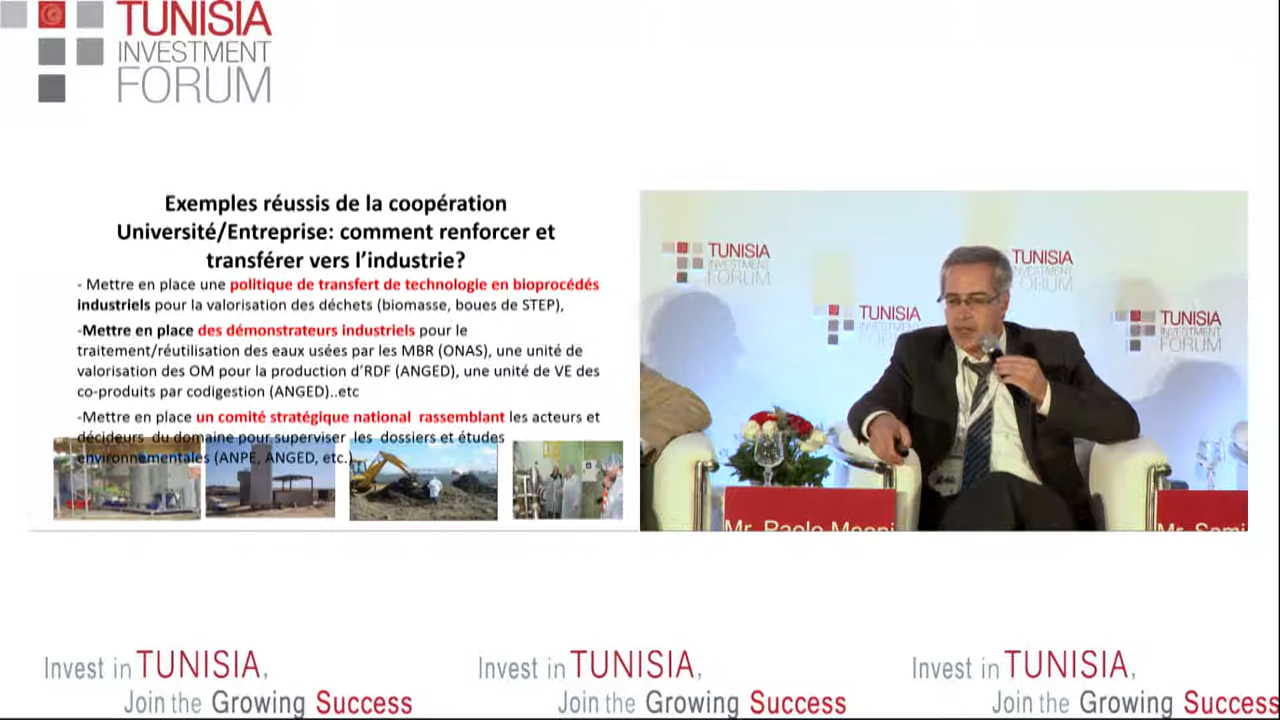 TUNISIA
INVESTMENT
FORUM
Exemples réussis de la coopération
Université/Entreprise: comment renforcer et
transférer vers l'industrie?
- Mettre en place une politique de transfert de technologie en bioprocédés
industriels pour la valorisation des déchets (biomasse, boues de STEP),
-Mettre en place des démonstrateurs industriels pour le
traitement/réutilisation des eaux usées par les MBR (ONAS), une unité de
valorisation des OM pour la production d'RDF (ANGED), une unité de VE des
co-produits par codigestion (ANGED)..etc
-Mettre en place un comité stratégique national rassemblant les acteurs et
décideurs du domaine pour superviser les dossiers et études
environnementales (ANPE, ANGED, etc.)
TUNISIA
INVESTMENT
FORUM
TUNISIA
INVESTMENT
FORUM
TUNISIA
INVESTMENT
FORUM
TUNISIA
INVESTMENT
FORUM
Mr. Paolo
Mr. Sami
Invest in TUNISIA,
Join the Growing Success
Invest in TUNISIA,
Join the Growing Success
Invest in TUNISIA,
Join the Growing Success